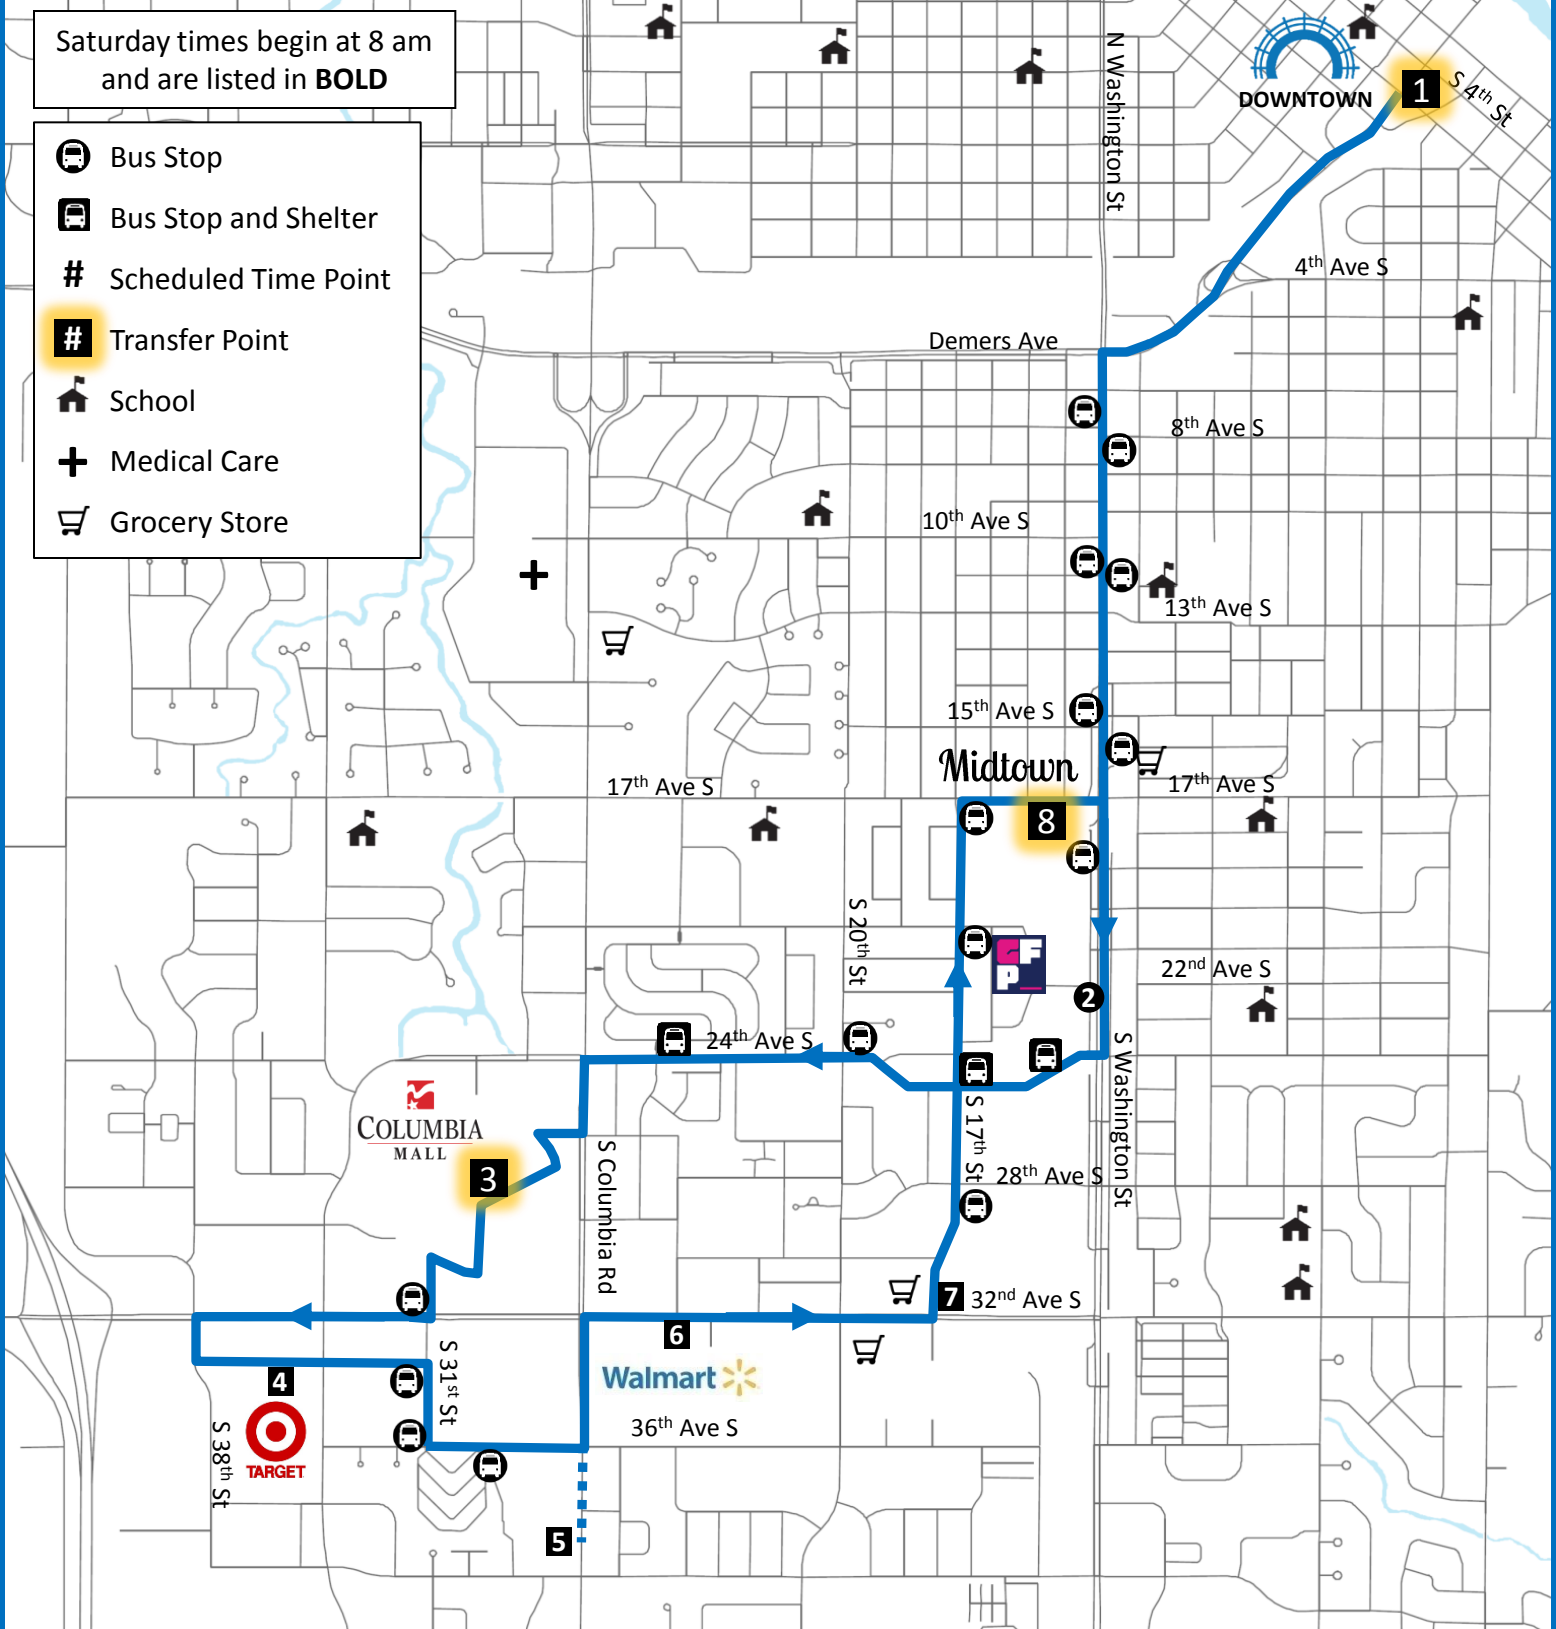 Saturday times begin at 8 am
and are listed in BOLD
Bus Stop
Bus Stop and Shelter
# Scheduled Time Point
# Transfer Point
School
Medical Care
Grocery Store
N Washington St
DOWNTOWN
1
S 4th St
4th Ave S
Demers Ave
8th Ave S
10th Ave S
13th Ave S
15th Ave S
Midtown
17th Ave S
17th Ave S
8
S 20th St
GFP_
22nd Ave S
2
24th Ave S
S Washington St
COLUMBIA
MALL
3
S Columbia Rd
S 17th St
28th Ave S
7
32nd Ave S
6
S 31st St
Walmart
4
36th Ave S
S 38th St
TARGET
5